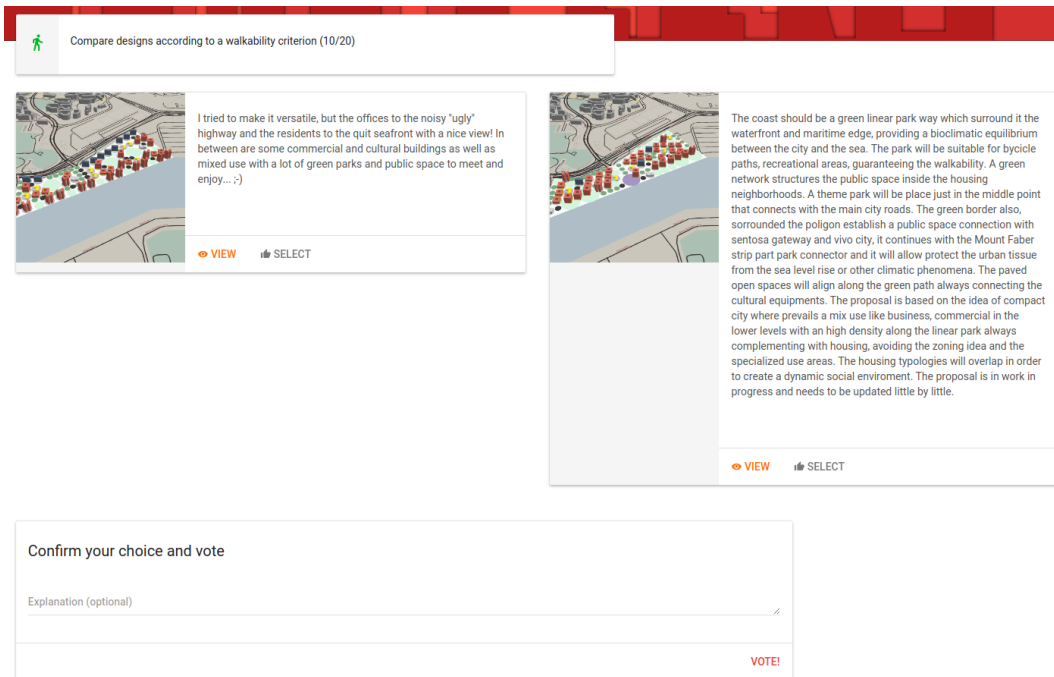 Compare designs according to a walkability criterion (10/20)
I tried to make it versatile, but the offices to the noisy "ugly"
highway and the residents to the quit seafront with a nice view! In
between are some commercial and cultural buildings as well as
mixed use with a lot of green parks and public space to meet and
enjoy... ;-)
VIEW
SELECT
The coast should be a green linear park way which surround it the
waterfront and maritime edge, providing a bioclimatic equilibrium
between the city and the sea. The park will be suitable for bycicle
paths, recreational areas, guaranteeing the walkability. A green
network structures the public space inside the housing
neighborhoods. A theme park will be place just in the middle point
that connects with the main city roads. The green border also,
sorrounded the poligon establish a public space connection with
sentosa gateway and vivo city, it continues with the Mount Faber
strip part park connector and it will allow protect the urban tissue
from the sea level rise or other climatic phenomena. The paved
open spaces will align along the green path always connecting the
cultural equipments. The proposal is based on the idea of compact
city where prevails a mix use like business, commercial in the
lower levels with an high density along the linear park always
complementing with housing, avoiding the zoning idea and the
specialized use areas. The housing typologies will overlap in order
to create a dynamic social enviroment. The proposal is in work in
progress and needs to be updated little by little.
VIEW
SELECT
Confirm your choice and vote
Explanation (optional)
VOTE!